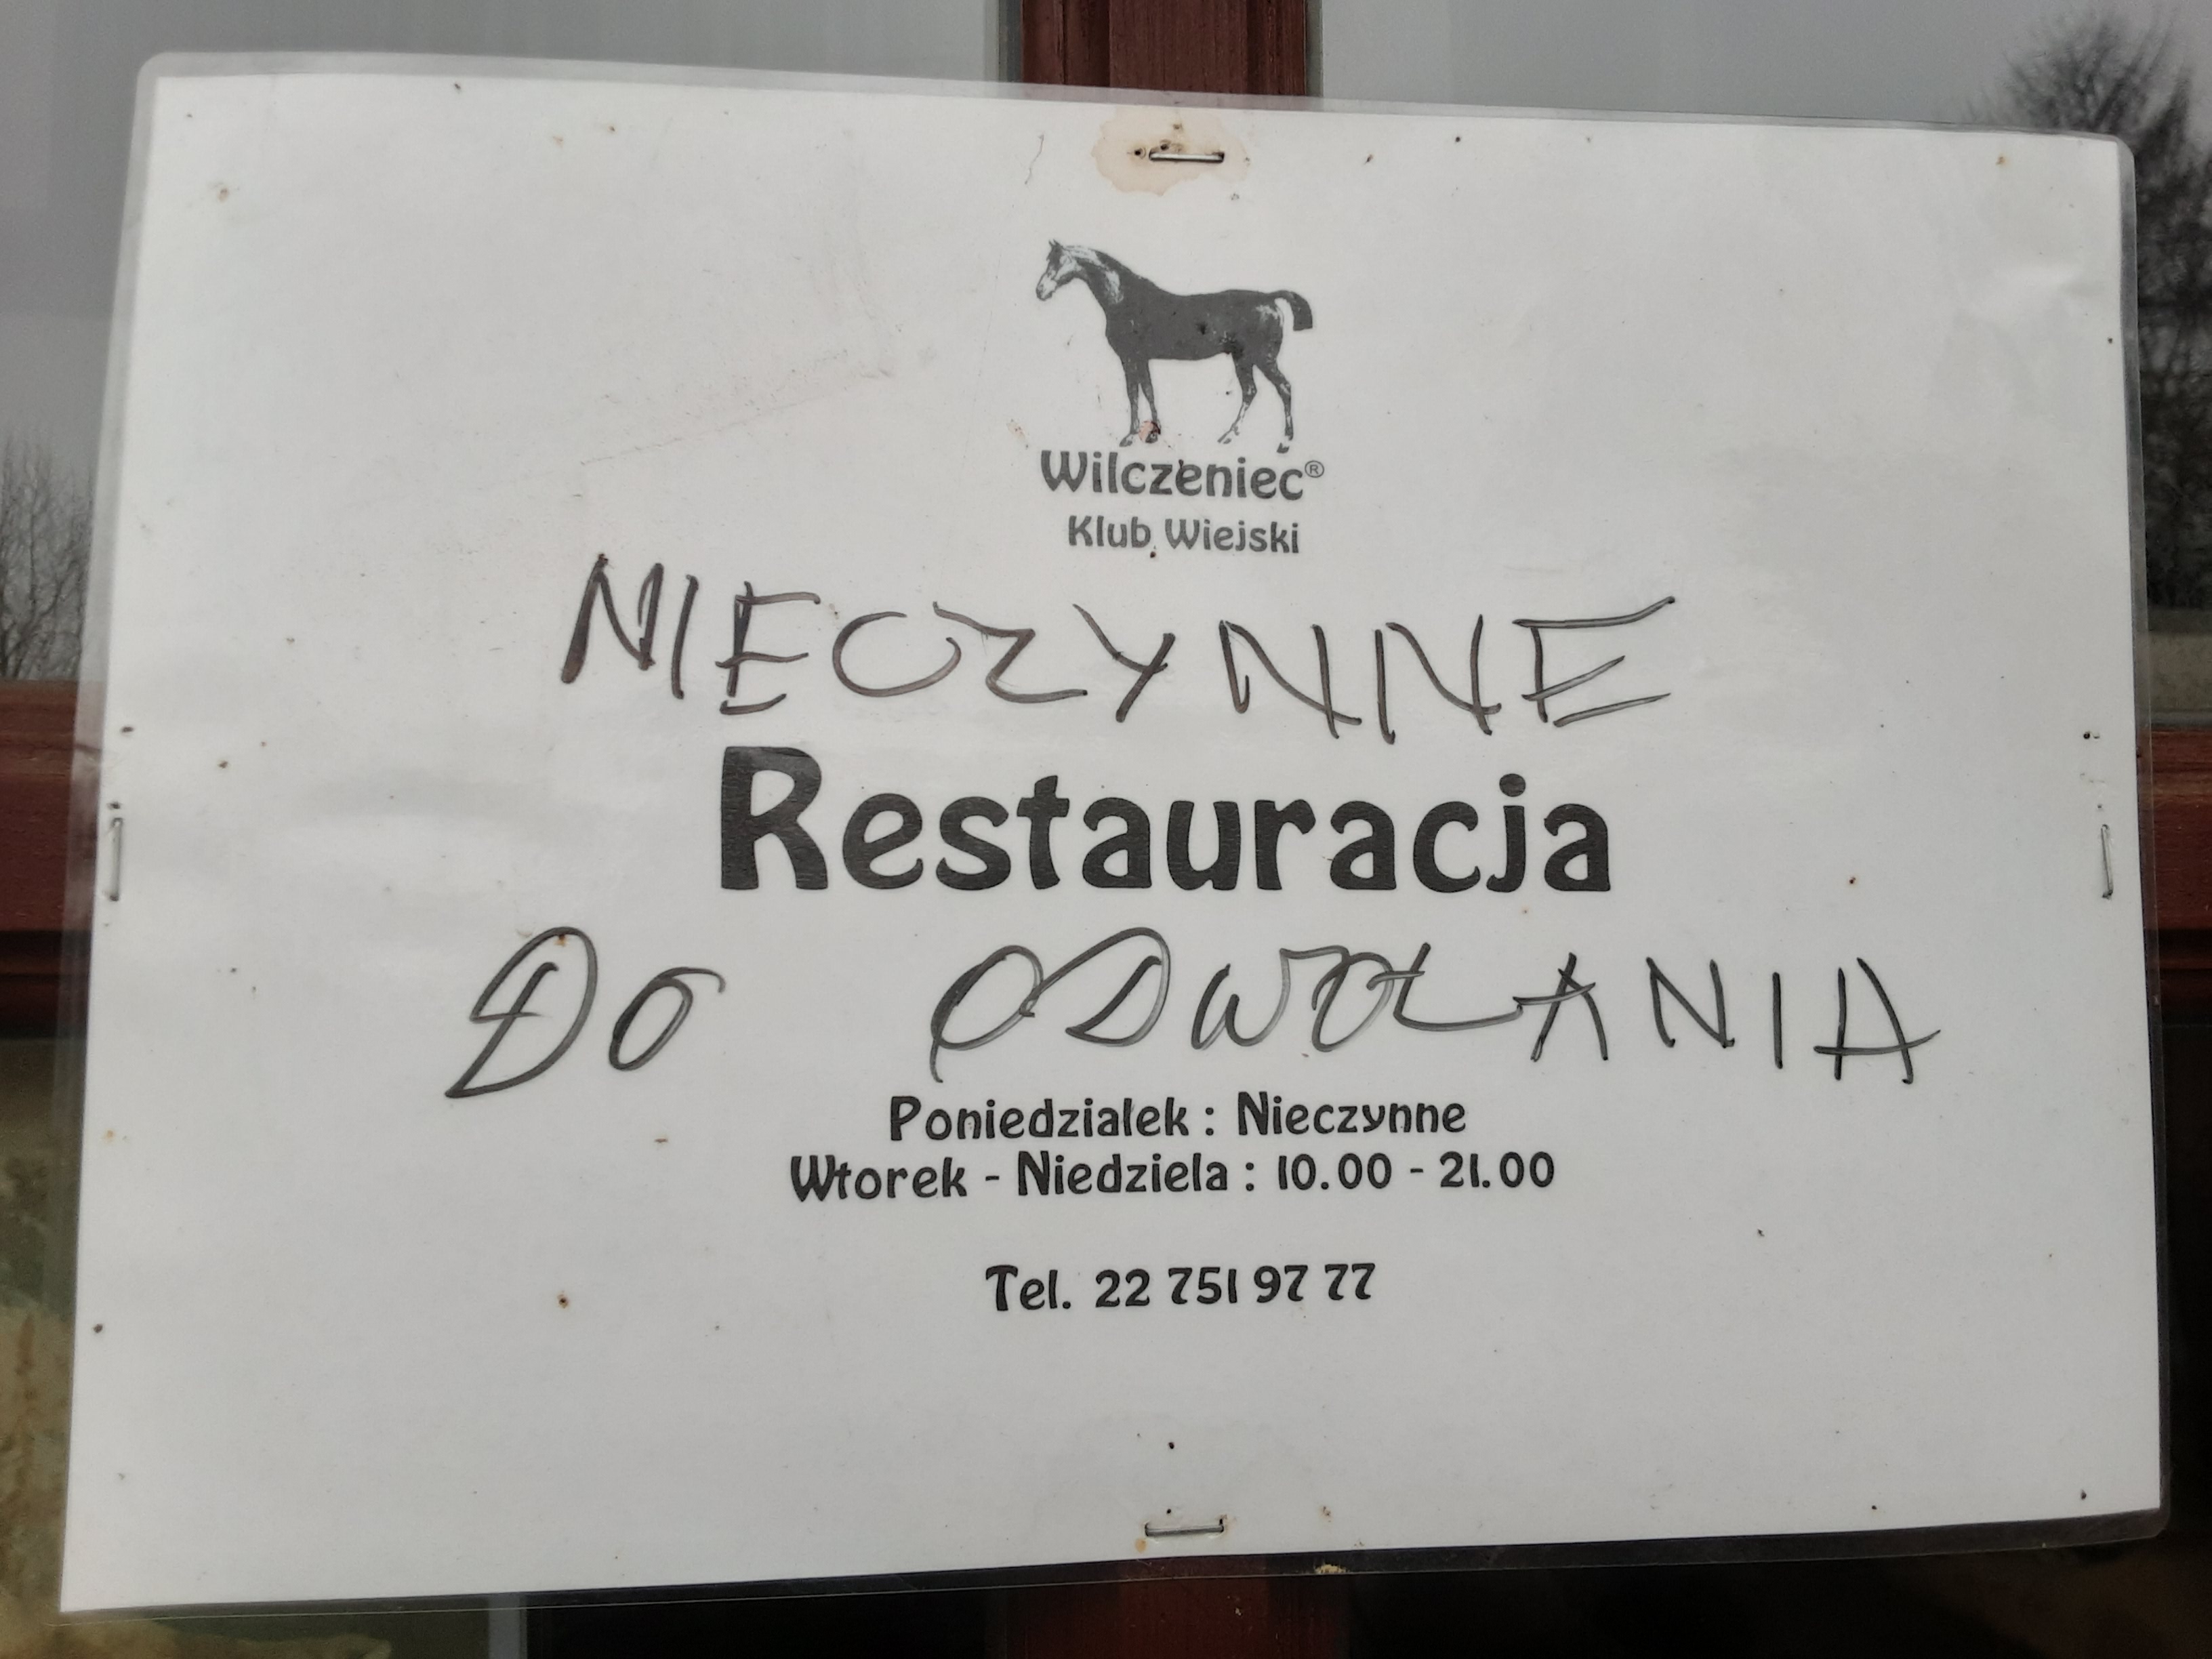 Wilczeniec®
Klub Wiejski
NIECZYNNE
Restauracja
DO ODWOŁANIA
Poniedziałek : Nieczynne
Wtorek - Niedziela : 10.00 - 21.00
Tel. 22 751 97 77